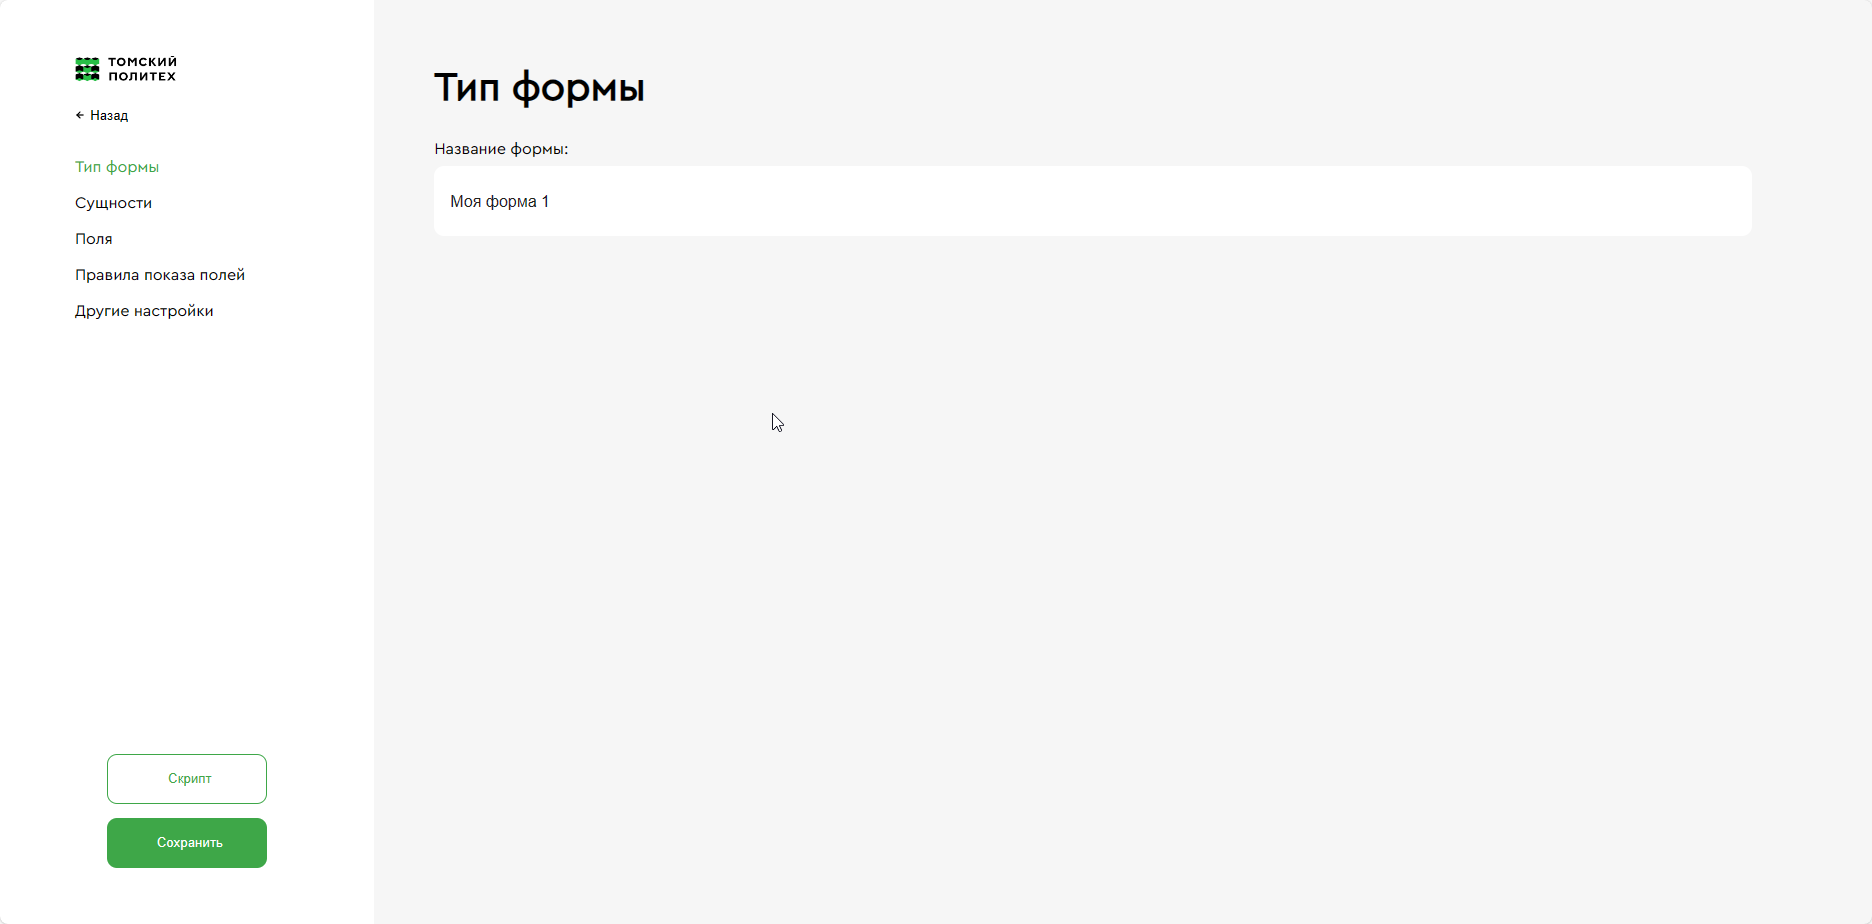 ТОМСКИЙ
ПОЛИТЕХ
← Назад
Тип формы
Сущности
Поля
Правила показа полей
Другие настройки
Скрипт
Сохранить
Тип формы
Название формы:
Моя форма 1